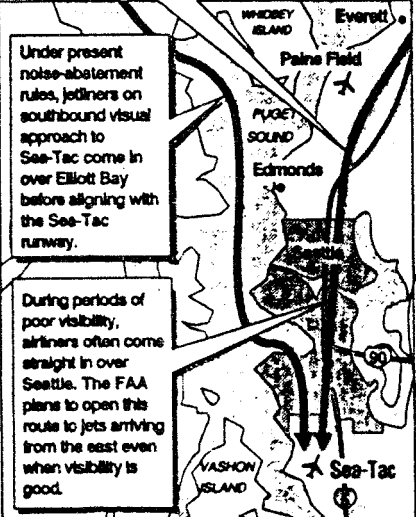 WHIDBEY
ISLAND
Everett
Paine Field
Under present
noise-abatement
rules, jetliners on
southbound visual
approach to
Sea-Tac come in
over Elliott Bay
before aligning with
the Sea-Tac
runway.
PUGET
SOUND
Edmonds
Seattle
During periods of
poor visibility,
airliners often come
straight in over
Seattle. The FAA
plans to open this
route to jets arriving
from the east even
when visibility is
good.
90
VASHON
ISLAND
Sea-Tac